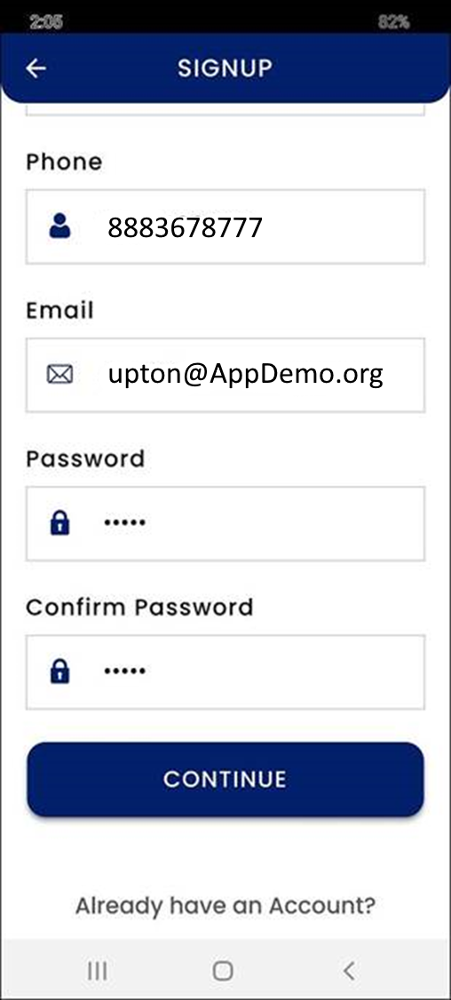 2:05 82%
SIGNUP
Phone
8883678777
Email
upton@AppDemo.org
Password
•••••
Confirm Password
•••••
CONTINUE
Already have an Account?